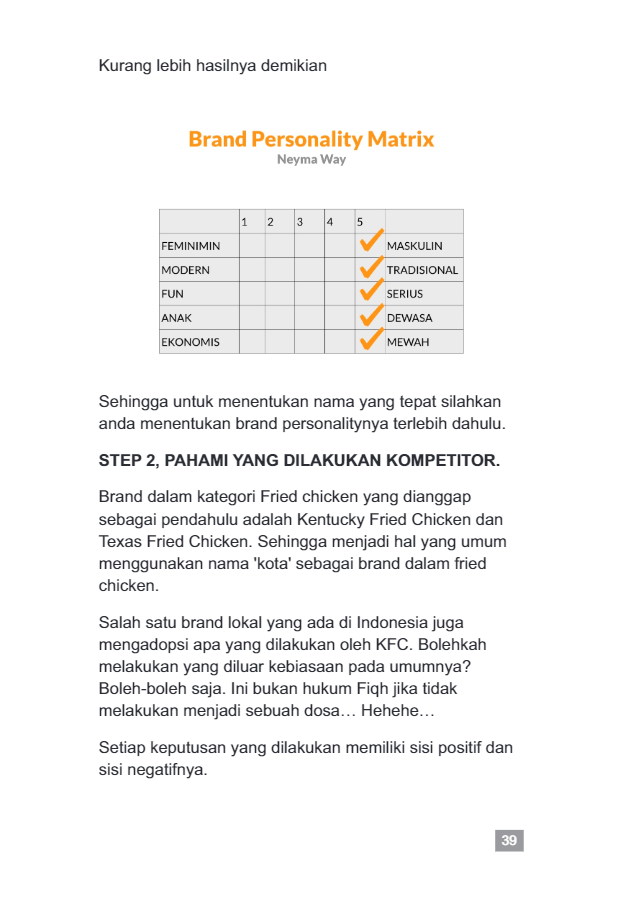 Kurang lebih hasilnya demikian
Brand Personality Matrix
Neyma Way
1 2 3 4 5
FEMINIMIN MASKULIN
MODERN TRADISIONAL
FUN SERIUS
ANAK DEWASA
EKONOMIS MEWAH
Sehingga untuk menentukan nama yang tepat silahkan
anda menentukan brand personalitynya terlebih dahulu.
STEP 2, PAHAMI YANG DILAKUKAN KOMPETITOR.
Brand dalam kategori Fried chicken yang dianggap
sebagai pendahulu adalah Kentucky Fried Chicken dan
Texas Fried Chicken. Sehingga menjadi hal yang umum
menggunakan nama 'kota' sebagai brand dalam fried
chicken.
Salah satu brand lokal yang ada di Indonesia juga
mengadopsi apa yang dilakukan oleh KFC. Bolehkah
melakukan yang diluar kebiasaan pada umumnya?
Boleh-boleh saja. Ini bukan hukum Fiqh jika tidak
melakukan menjadi sebuah dosa… Hehehe…
Setiap keputusan yang dilakukan memiliki sisi positif dan
sisi negatifnya.
39